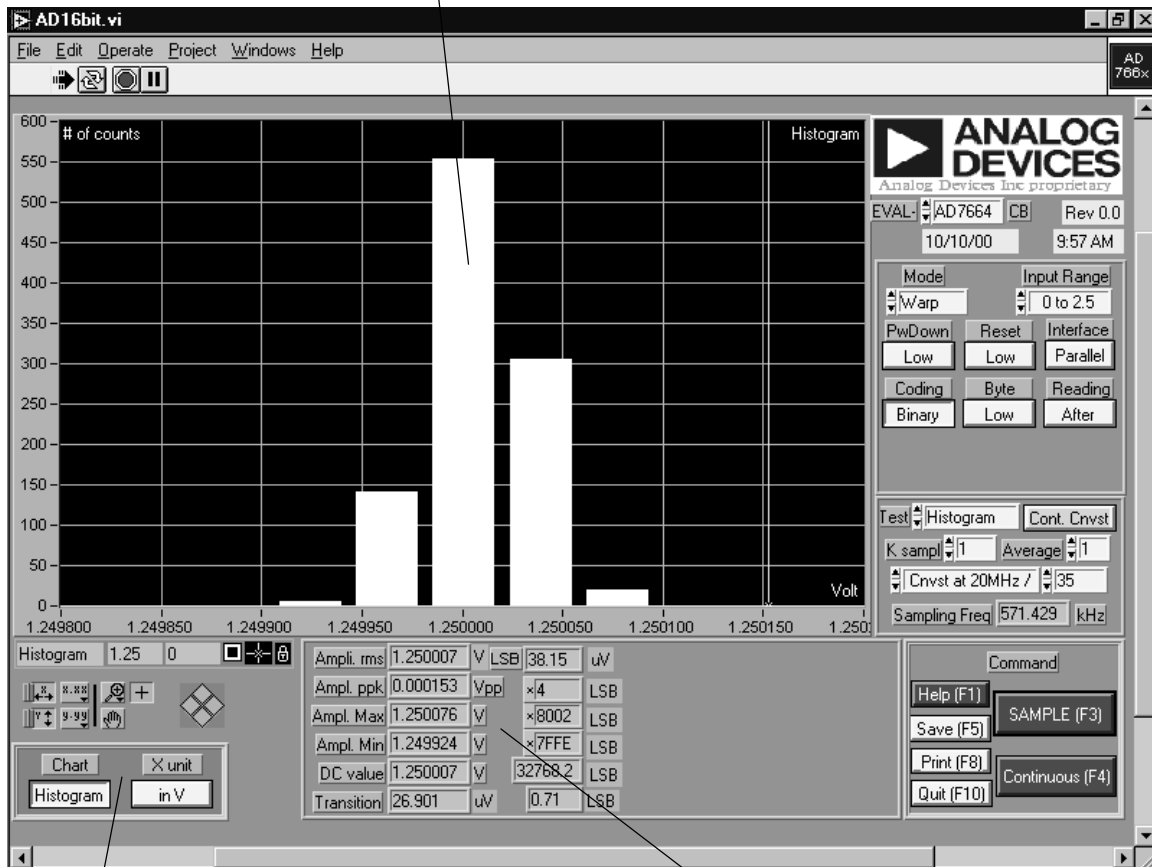 AD16bit.vi
File Edit Operate Project Windows Help
AD
766x
# of counts
Histogram
600
550
500
450
400
350
300
250
200
150
100
50
0
Volt
1.249800 1.249850 1.249900 1.249950 1.250000 1.250050 1.250100 1.250150
ANALOG
DEVICES
Analog Devices Inc proprietary
EVAL- AD7664 CB Rev 0.0
10/10/00 9:57 AM
Mode Input Range
Warp 0 to 2.5
PwDown Reset Interface
Low Low Parallel
Coding Byte Reading
Binary Low After
Test Histogram Cont. Cnvst
K sampl 1 Average 1
Cnvst at 20MHz / 35
Sampling Freq 571.429 kHz
Histogram 1.25 0
Chart X unit
Histogram in V
Ampli. rms 1.250007 V LSB 38.15 uV
Ampl. ppk 0.000153 Vpp ×4 LSB
Ampl. Max 1.250076 V ×8002 LSB
Ampl. Min 1.249924 V ×7FFE LSB
DC value 1.250007 V 32768.2 LSB
Transition 26.901 uV 0.71 LSB
Command
Help (F1)
Save (F5)
Print (F8)
Quit (F10)
SAMPLE (F3)
Continuous (F4)